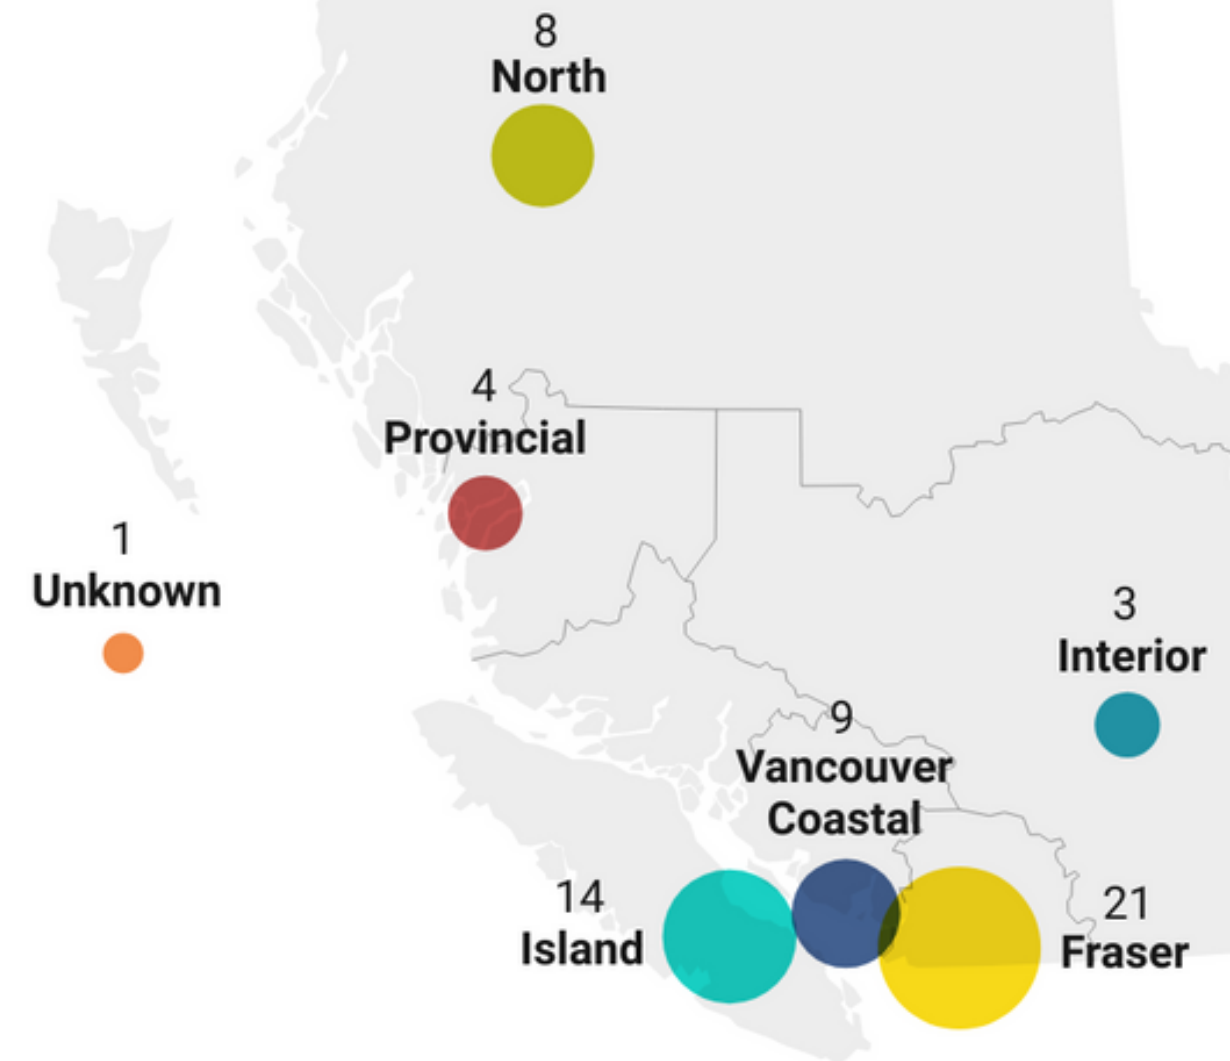 8
North
4
Provincial
1
Unknown
3
Interior
9
Vancouver
Coastal
14
Island
21
Fraser